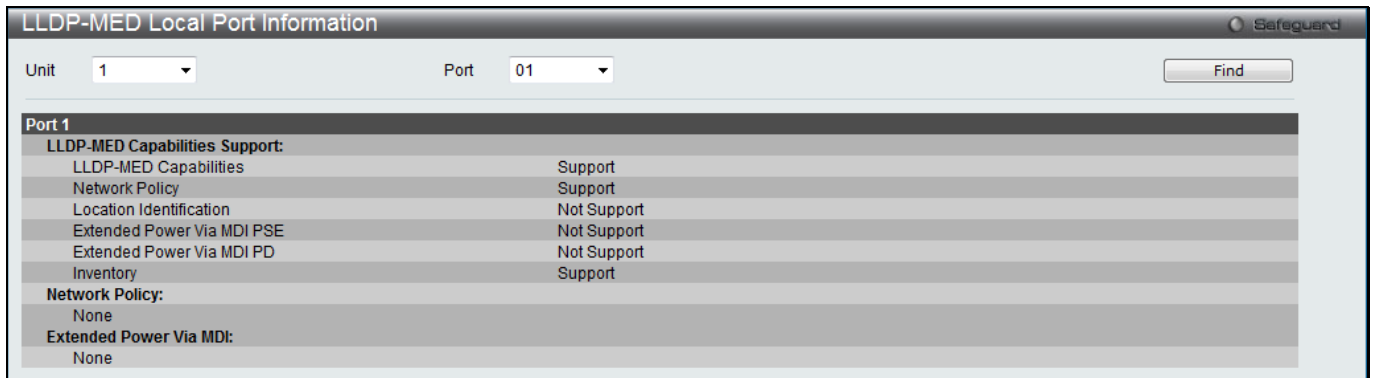 LLDP-MED Local Port Information
Safeguard
Unit 1 Port 01 Find
Port 1
LLDP-MED Capabilities Support:
LLDP-MED Capabilities Support
Network Policy Support
Location Identification Not Support
Extended Power Via MDI PSE Not Support
Extended Power Via MDI PD Not Support
Inventory Support
Network Policy:
None
Extended Power Via MDI:
None